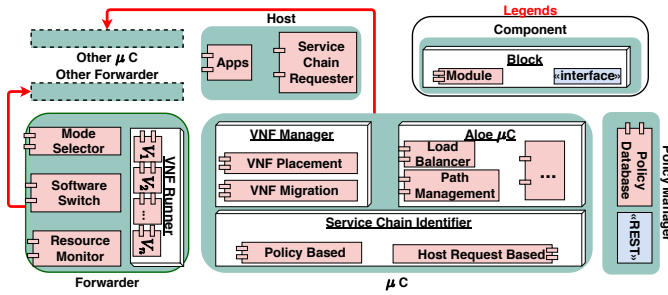 Legends
Component
Block
Module
«interface»
Host
Apps
Service
Chain
Requester
Other μ C
Other Forwarder
Mode
Selector
Software
Switch
Resource
Monitor
VNF Runner
V1
V2
...
Vn
Forwarder
VNF Manager
VNF Placement
VNF Migration
Aloe μC
Load
Balancer
Path
Management
...
Service Chain Identifier
Policy Based
Host Request Based
μ C
Policy
Database
«REST»
Policy Manager